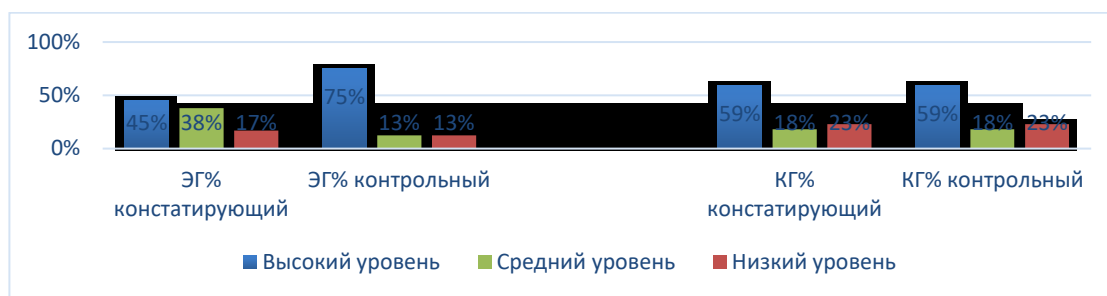 100%
50%
0%
45% 38% 17% 75% 13% 13% 59% 18% 23% 59% 18% 23%
ЭГ% констатирующий
ЭГ% контрольный
КГ% констатирующий
КГ% контрольный
Высокий уровень Средний уровень Низкий уровень